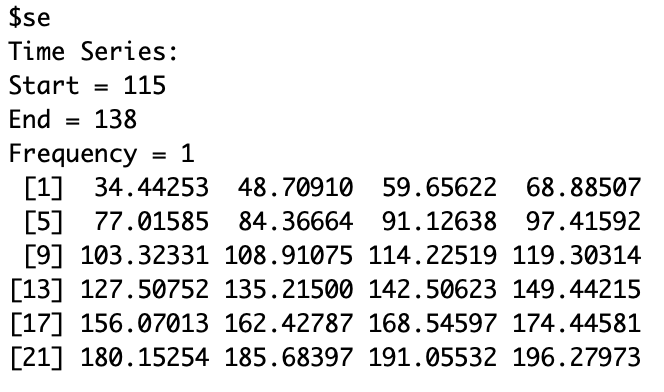 $se
Time Series:
Start = 115
End = 138
Frequency = 1
 [1]  34.44253  48.70910  59.65622  68.88507
 [5]  77.01585  84.36664  91.12638  97.41592
 [9] 103.32331 108.91075 114.22519 119.30314
[13] 127.50752 135.21500 142.50623 149.44215
[17] 156.07013 162.42787 168.54597 174.44581
[21] 180.15254 185.68397 191.05532 196.27973